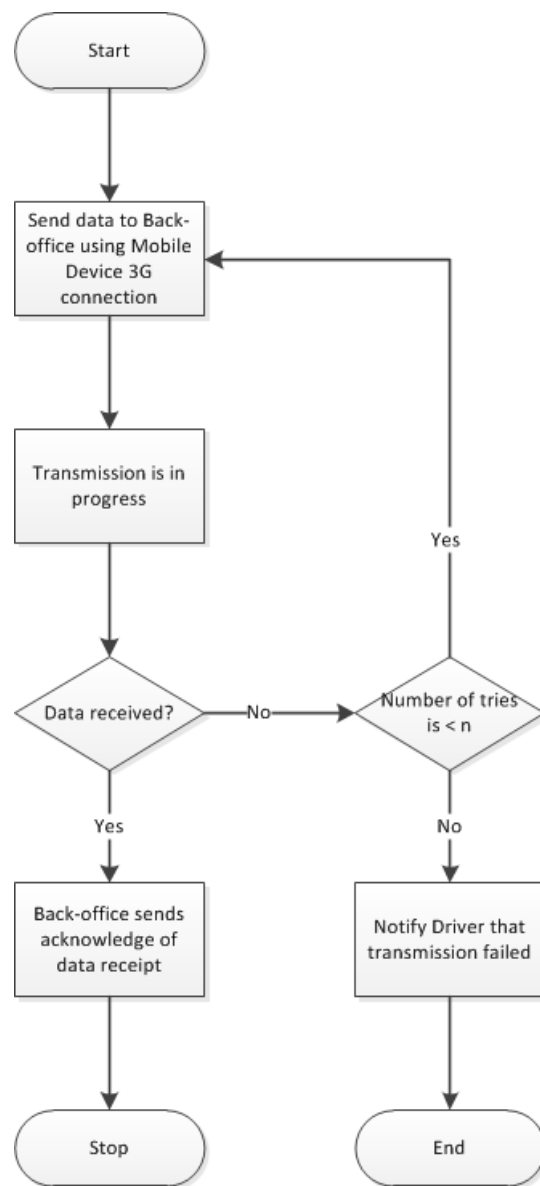 Start
Send data to Back-
office using Mobile
Device 3G
connection
Transmission is in
progress
Yes
Data received?
No
Number of tries
is < n
Yes
No
Back-office sends
acknowledge of
data receipt
Notify Driver that
transmission failed
Stop
End